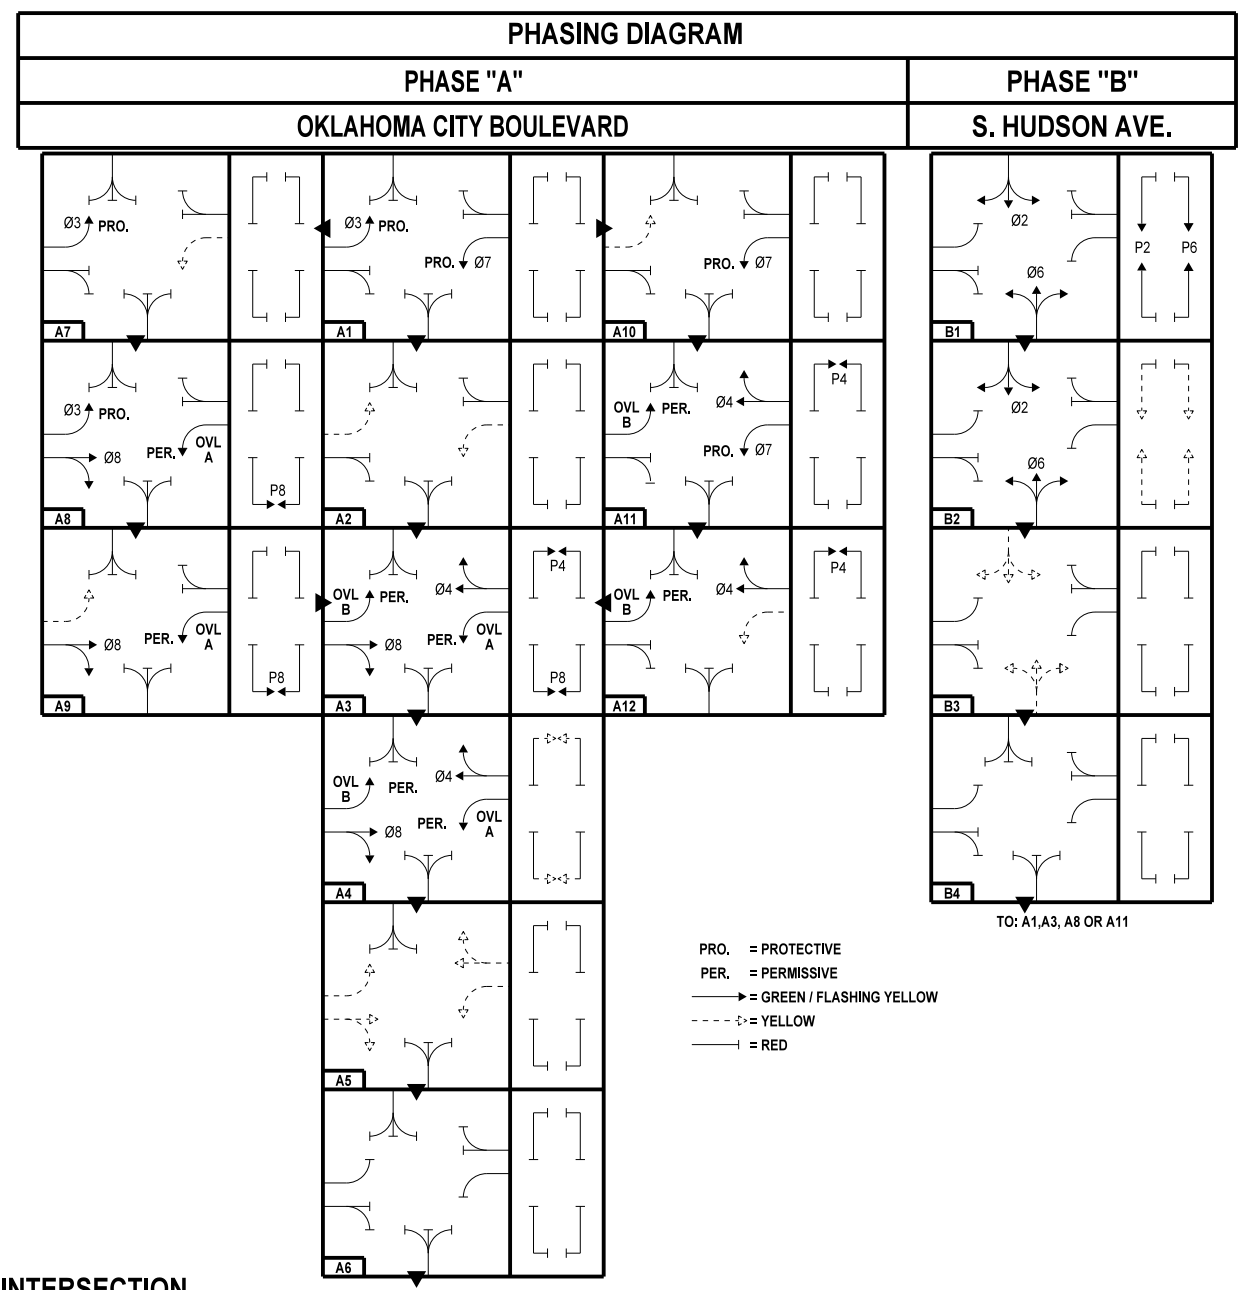 PHASING DIAGRAM
PHASE "A"
PHASE "B"
OKLAHOMA CITY BOULEVARD
S. HUDSON AVE.
Ø3 PRO.
A7
Ø3 PRO.
PRO. Ø7
A1
PRO. Ø7
A10
Ø2
Ø6
P2 P6
B1
Ø3 PRO.
Ø8
PER. OVL A
P8
A8
A2
OVL B PER.
Ø4
PRO. Ø7
P4
A11
Ø2
Ø6
B2
Ø8
PER. OVL A
P8
A9
OVL B PER.
Ø4
Ø8
PER. OVL A
P4
P8
A3
OVL B PER.
Ø4
P4
A12
B3
OVL B PER.
Ø4
Ø8
PER. OVL A
A4
B4
TO: A1,A3, A8 OR A11
PRO. = PROTECTIVE
PER. = PERMISSIVE
= GREEN / FLASHING YELLOW
= YELLOW
= RED
A5
A6
INTERSECTION